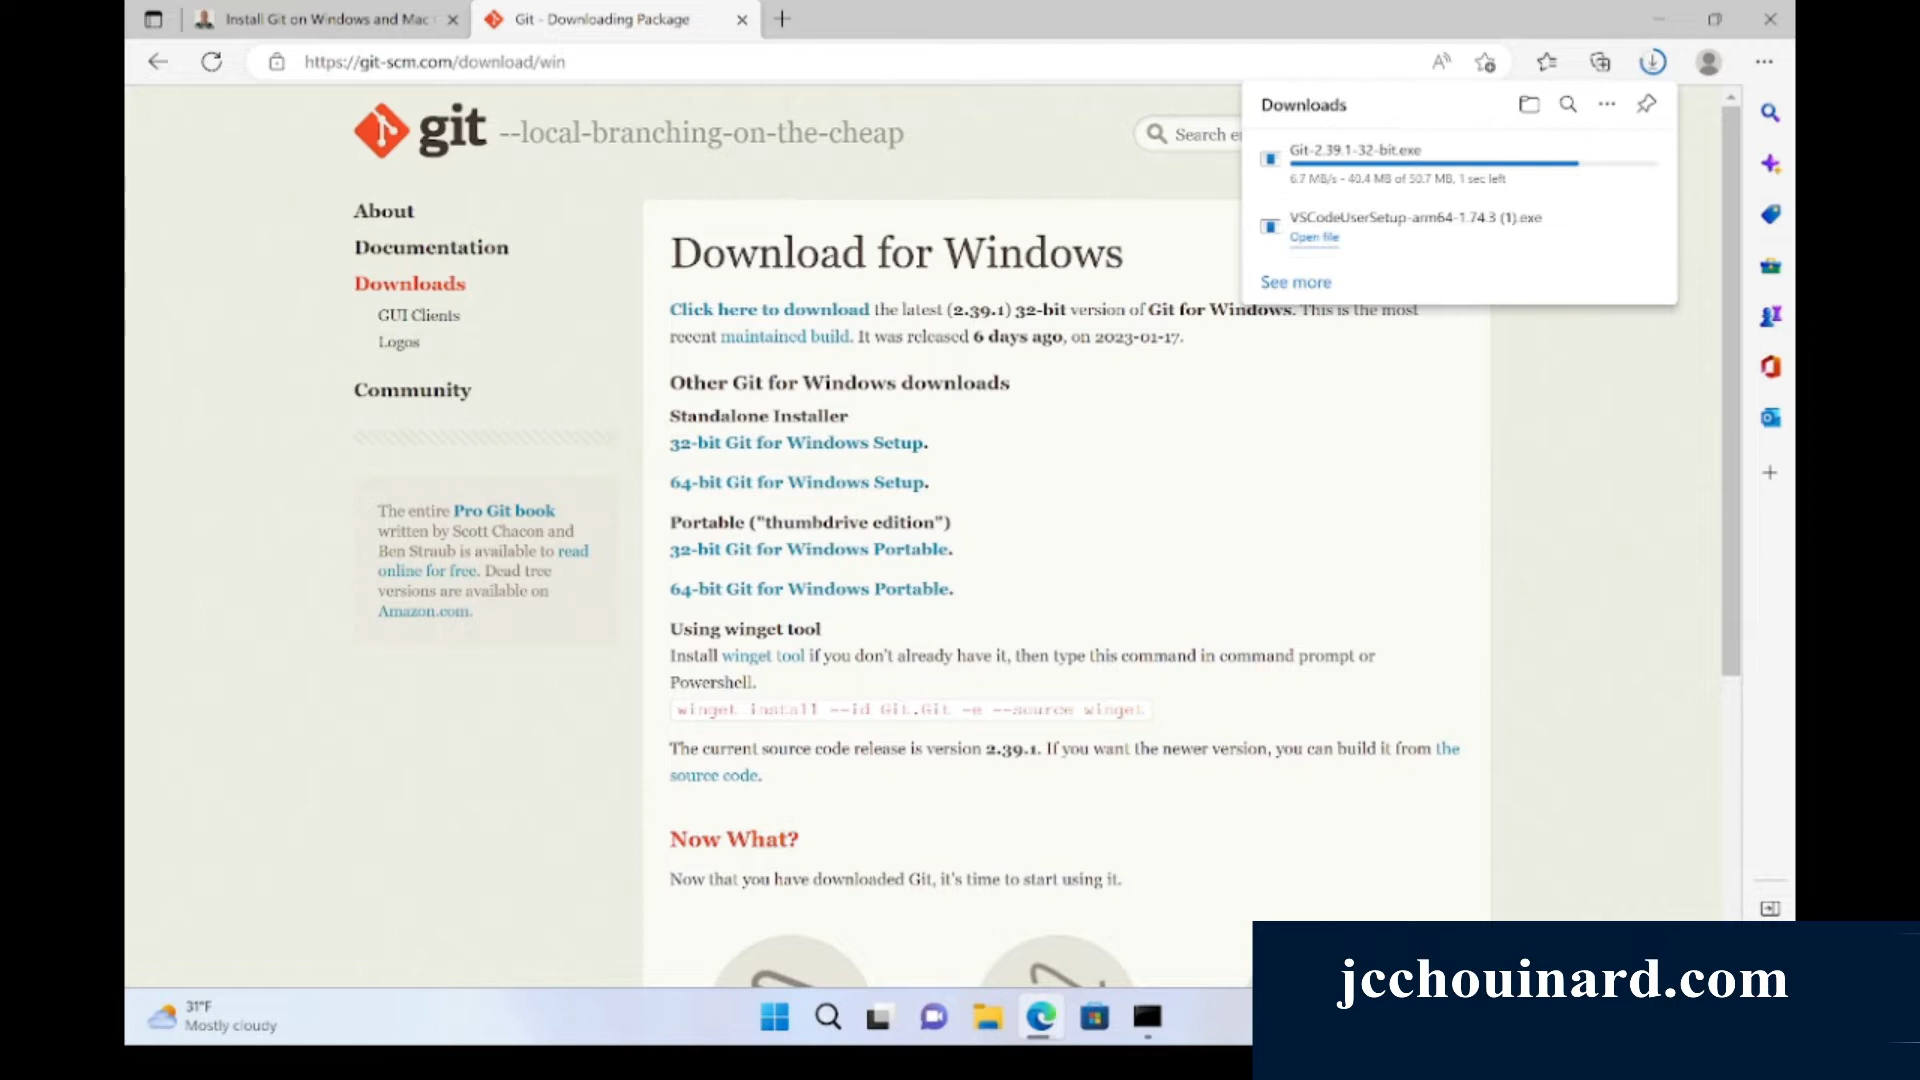 Install Git on Windows and Mac
Git - Downloading Package
https://git-scm.com/download/win
Downloads
Git-2.39.1-32-bit.exe
6.7 MB/s - 40.4 MB of 50.7 MB, 1 sec left
VSCodeUserSetup-arm64-1.74.3 (1).exe
Open file
See more
git --local-branching-on-the-cheap
Search
About
Documentation
Downloads
GUI Clients
Logos
Community
The entire Pro Git book
written by Scott Chacon and
Ben Straub is available to read
online for free. Dead tree
versions are available on
Amazon.com.
Download for Windows
Click here to download the latest (2.39.1) 32-bit version of Git for Windows. This is the most
recent maintained build. It was released 6 days ago, on 2023-01-17.
Other Git for Windows downloads
Standalone Installer
32-bit Git for Windows Setup.
64-bit Git for Windows Setup.
Portable ("thumbdrive edition")
32-bit Git for Windows Portable.
64-bit Git for Windows Portable.
Using winget tool
Install winget tool if you don't already have it, then type this command in command prompt or
Powershell.
winget install --id Git.Git -e --source winget
The current source code release is version 2.39.1. If you want the newer version, you can build it from the
source code.
Now What?
Now that you have downloaded Git, it's time to start using it.
31°F
Mostly cloudy
jcchouinard.com